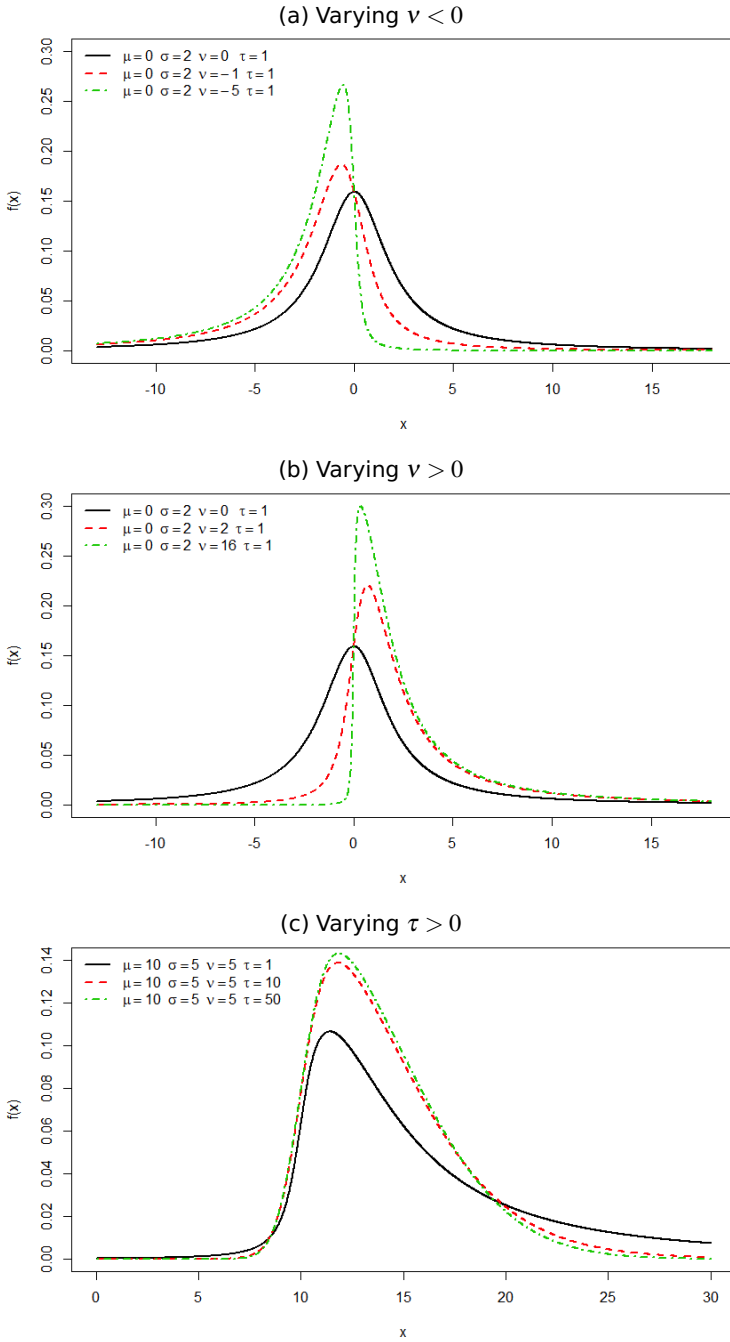 (a) Varying ν < 0
μ = 0 σ = 2 ν = 0 τ = 1
μ = 0 σ = 2 ν = −1 τ = 1
μ = 0 σ = 2 ν = −5 τ = 1
f(x)
0.30
0.25
0.20
0.15
0.10
0.05
0.00
-10 -5 0 5 10 15
x
(b) Varying ν > 0
μ = 0 σ = 2 ν = 0 τ = 1
μ = 0 σ = 2 ν = 2 τ = 1
μ = 0 σ = 2 ν = 16 τ = 1
f(x)
0.30
0.25
0.20
0.15
0.10
0.05
0.00
-10 -5 0 5 10 15
x
(c) Varying τ > 0
μ = 10 σ = 5 ν = 5 τ = 1
μ = 10 σ = 5 ν = 5 τ = 10
μ = 10 σ = 5 ν = 5 τ = 50
f(x)
0.14
0.12
0.10
0.08
0.06
0.04
0.02
0.00
0 5 10 15 20 25 30
x